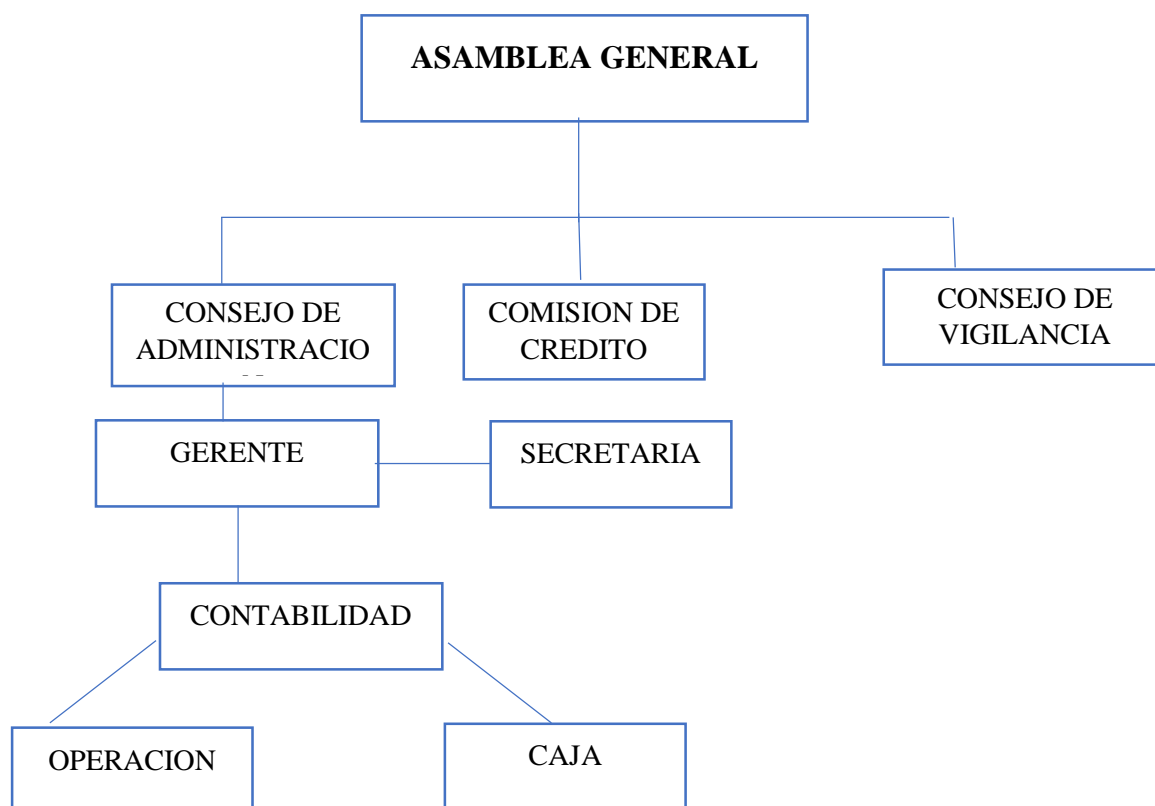 ASAMBLEA GENERAL
CONSEJO DE
ADMINISTRACIO
COMISION DE
CREDITO
CONSEJO DE
VIGILANCIA
GERENTE
SECRETARIA
CONTABILIDAD
OPERACION
CAJA